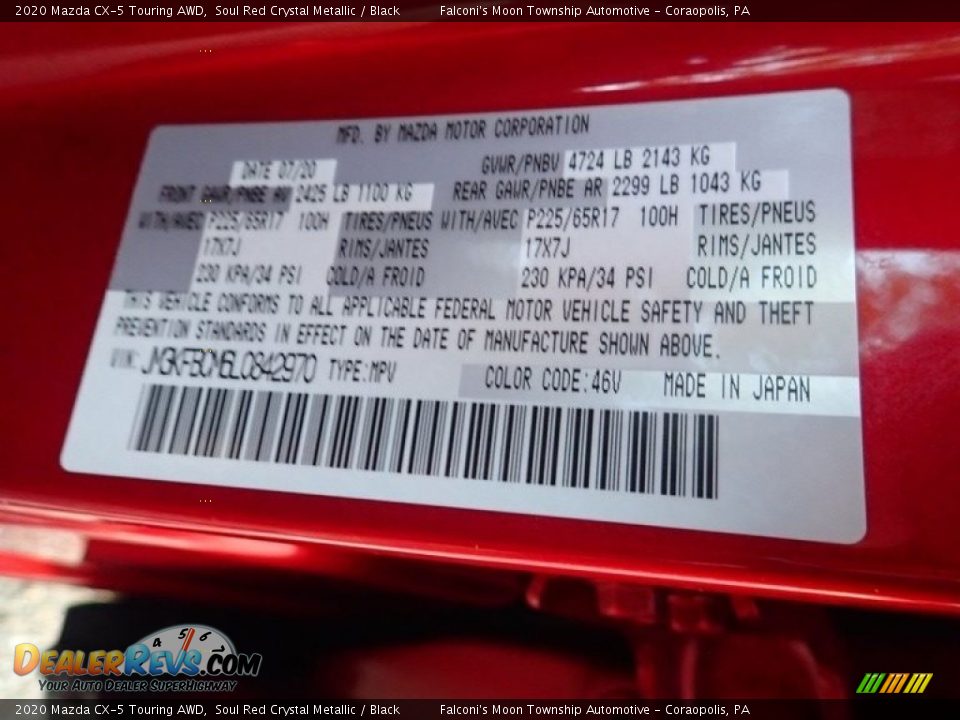 2020 Mazda CX-5 Touring AWD, Soul Red Crystal Metallic / Black Falconi's Moon Township Automotive - Coraopolis, PA
MFD. BY MAZDA MOTOR CORPORATION
DATE 07/20 GVWR/PNBV 4724 LB 2143 KG
FRONT GAWR/PNBE AV 2425 LB 1100 KG REAR GAWR/PNBE AR 2299 LB 1043 KG
WITH/AVEC P225/65R17 100H TIRES/PNEUS WITH/AVEC P225/65R17 100H TIRES/PNEUS
17X7J RIMS/JANTES 17X7J RIMS/JANTES
230 KPA/34 PSI COLD/A FROID 230 KPA/34 PSI COLD/A FROID
THIS VEHICLE CONFORMS TO ALL APPLICABLE FEDERAL MOTOR VEHICLE SAFETY AND THEFT
PREVENTION STANDARDS IN EFFECT ON THE DATE OF MANUFACTURE SHOWN ABOVE.
VIN: JM3KFBCM6L0842970 TYPE:MPV COLOR CODE:46V MADE IN JAPAN
4 5 6
DEALERREVS.COM
Your Auto Dealer SuperHighway
2020 Mazda CX-5 Touring AWD, Soul Red Crystal Metallic / Black Falconi's Moon Township Automotive - Coraopolis, PA